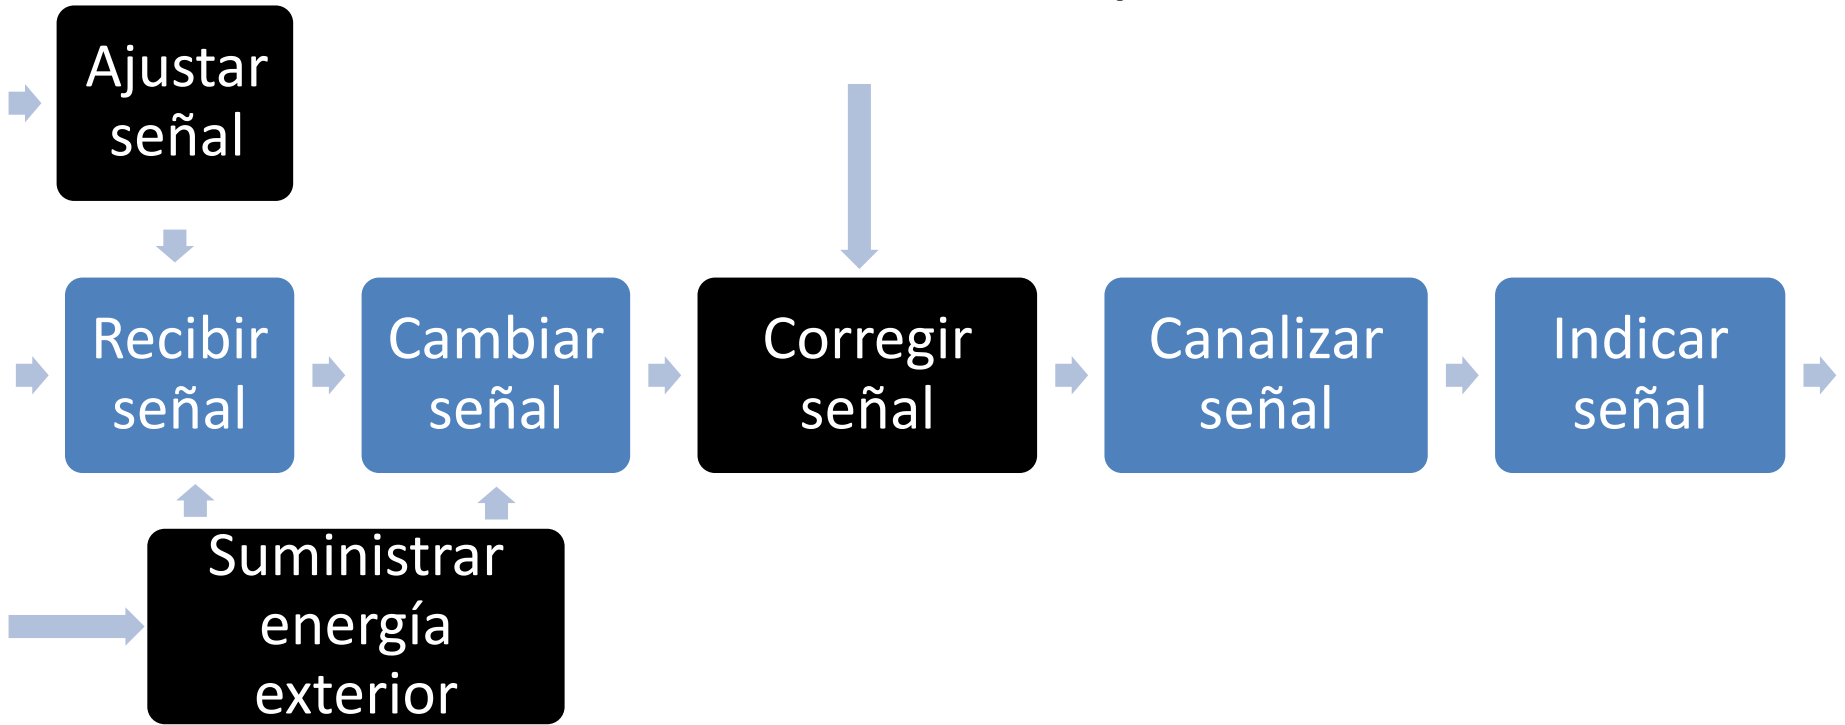 Ajustar
señal
Recibir
señal
Cambiar
señal
Corregir
señal
Canalizar
señal
Indicar
señal
Suministrar
energía
exterior